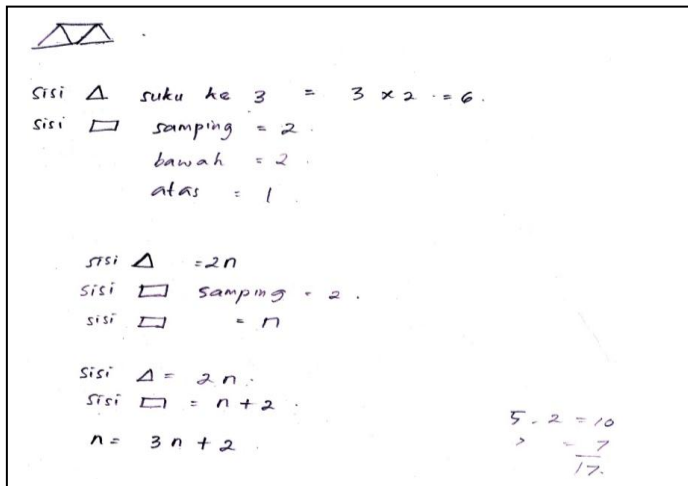 sisi △ suku ke 3 = 3 x 2 = 6.
sisi ▭ samping = 2.
bawah = 2.
atas = 1
sisi △ = 2n
sisi ▭ samping = 2.
sisi ▭ = n
sisi △ = 2n.
sisi ▭ = n + 2.
n = 3n + 2.
5 . 2 = 10
7
17.